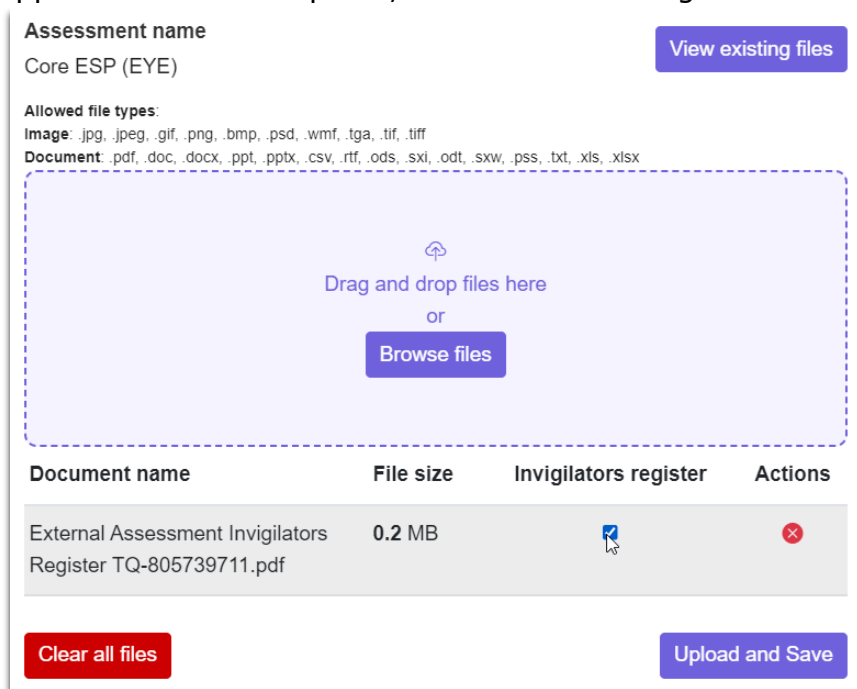 Assessment name
Core ESP (EYE)
View existing files
Allowed file types:
Image: .jpg, .jpeg, .gif, .png, .bmp, .psd, .wmf, .tga, .tif, .tiff
Document: .pdf, .doc, .docx, .ppt, .pptx, .csv, .rtf, .ods, .sxi, .odt, .sxw, .pss, .txt, .xls, .xlsx
Drag and drop files here
or
Browse files
Document name File size Invigilators register Actions
External Assessment Invigilators 0.2 MB
Register TQ-805739711.pdf
Clear all files Upload and Save